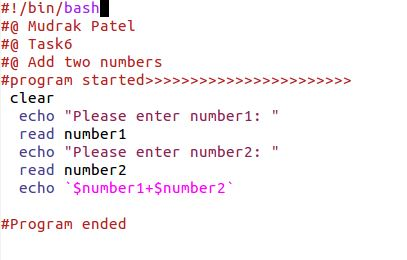 #!/bin/bash
#@ Mudrak Patel
#@ Task6
#@ Add two numbers
#program started>>>>>>>>>>>>>>>>>>>>>>>
clear
echo "Please enter number1: "
read number1
echo "Please enter number2: "
read number2
echo `$number1+$number2`
#Program ended